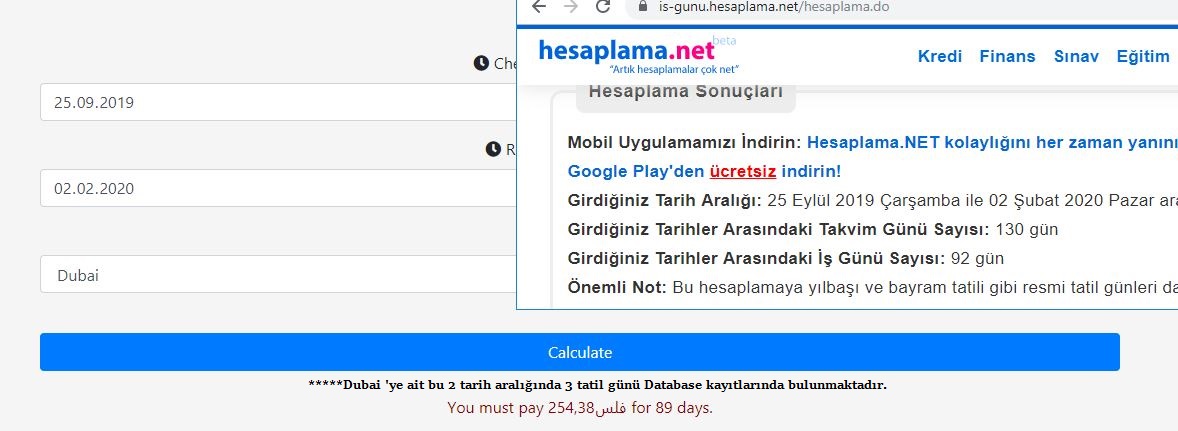 is-gunu.hesaplama.net/hesaplama.do
hesaplama.net beta
"Artık hesaplamalar çok net"
Kredi Finans Sınav Eğitim
Hesaplama Sonuçları
Mobil Uygulamamızı İndirin: Hesaplama.NET kolaylığını her zaman yanını
Google Play'den ücretsiz indirin!
Girdiğiniz Tarih Aralığı: 25 Eylül 2019 Çarşamba ile 02 Şubat 2020 Pazar ara
Girdiğiniz Tarihler Arasındaki Takvim Günü Sayısı: 130 gün
Girdiğiniz Tarihler Arasındaki İş Günü Sayısı: 92 gün
Önemli Not: Bu hesaplamaya yılbaşı ve bayram tatili gibi resmi tatil günleri da
Che
25.09.2019
R
02.02.2020
Dubai
Calculate
*****Dubai 'ye ait bu 2 tarih aralığında 3 tatil günü Database kayıtlarında bulunmaktadır.
You must pay 254,38فلس for 89 days.